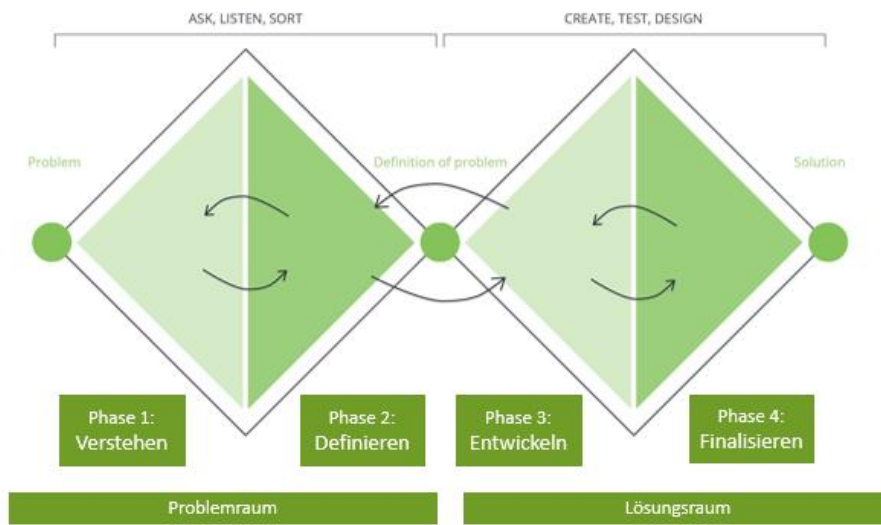 ASK, LISTEN, SORT
CREATE, TEST, DESIGN
Problem
Definition of problem
Solution
Phase 1:
Verstehen
Phase 2:
Definieren
Phase 3:
Entwickeln
Phase 4:
Finalisieren
Problemraum
Lösungsraum